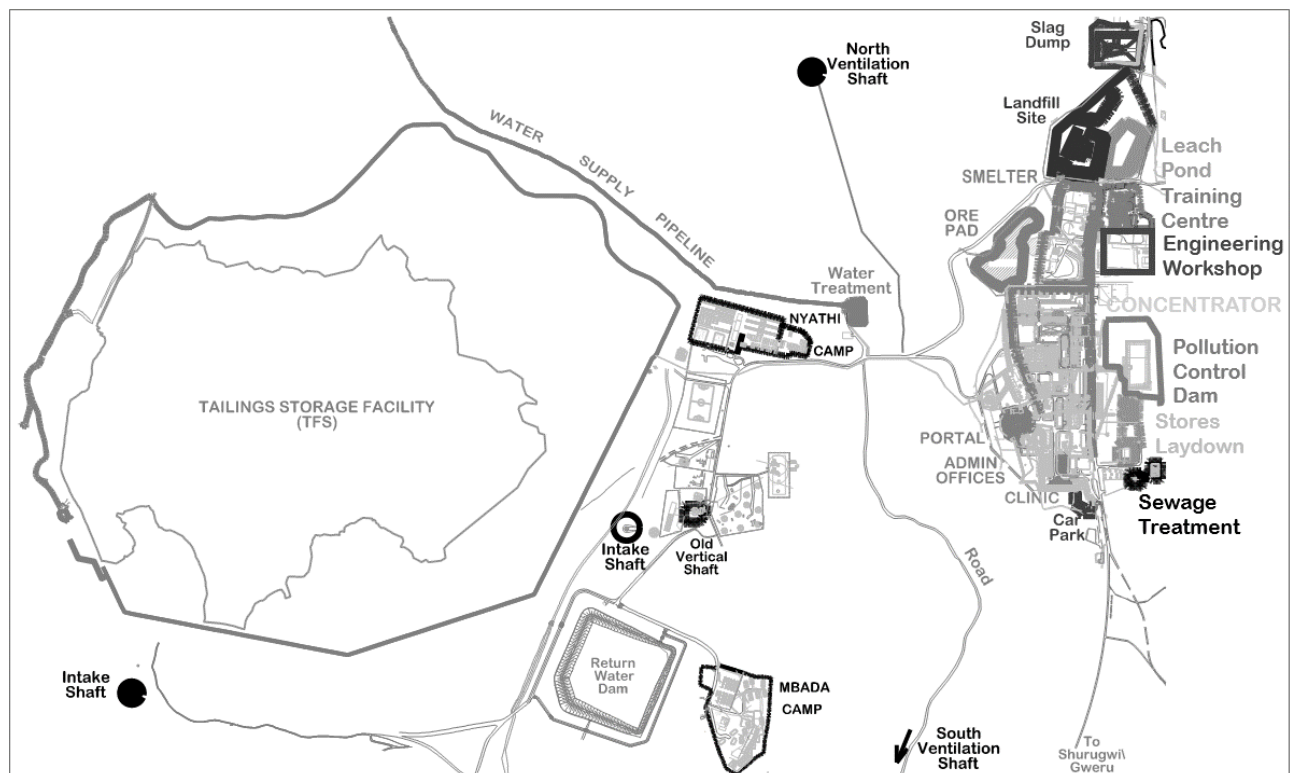 Slag
Dump
North
Ventilation
Shaft
Landfill
Site
WATER
SUPPLY
PIPELINE
Leach
Pond
SMELTER
Training
Centre
ORE
PAD
Engineering
Workshop
Water
Treatment
CONCENTRATOR
NYATHI
CAMP
Pollution
Control
Dam
TAILINGS STORAGE FACILITY
(TFS)
Stores
Laydown
PORTAL
ADMIN
OFFICES
CLINIC
Sewage
Treatment
Car
Park
Intake
Shaft
Old
Vertical
Shaft
Road
Return
Water
Dam
Intake
Shaft
MBADA
CAMP
South
Ventilation
Shaft
To
Shurugwi\
Gweru